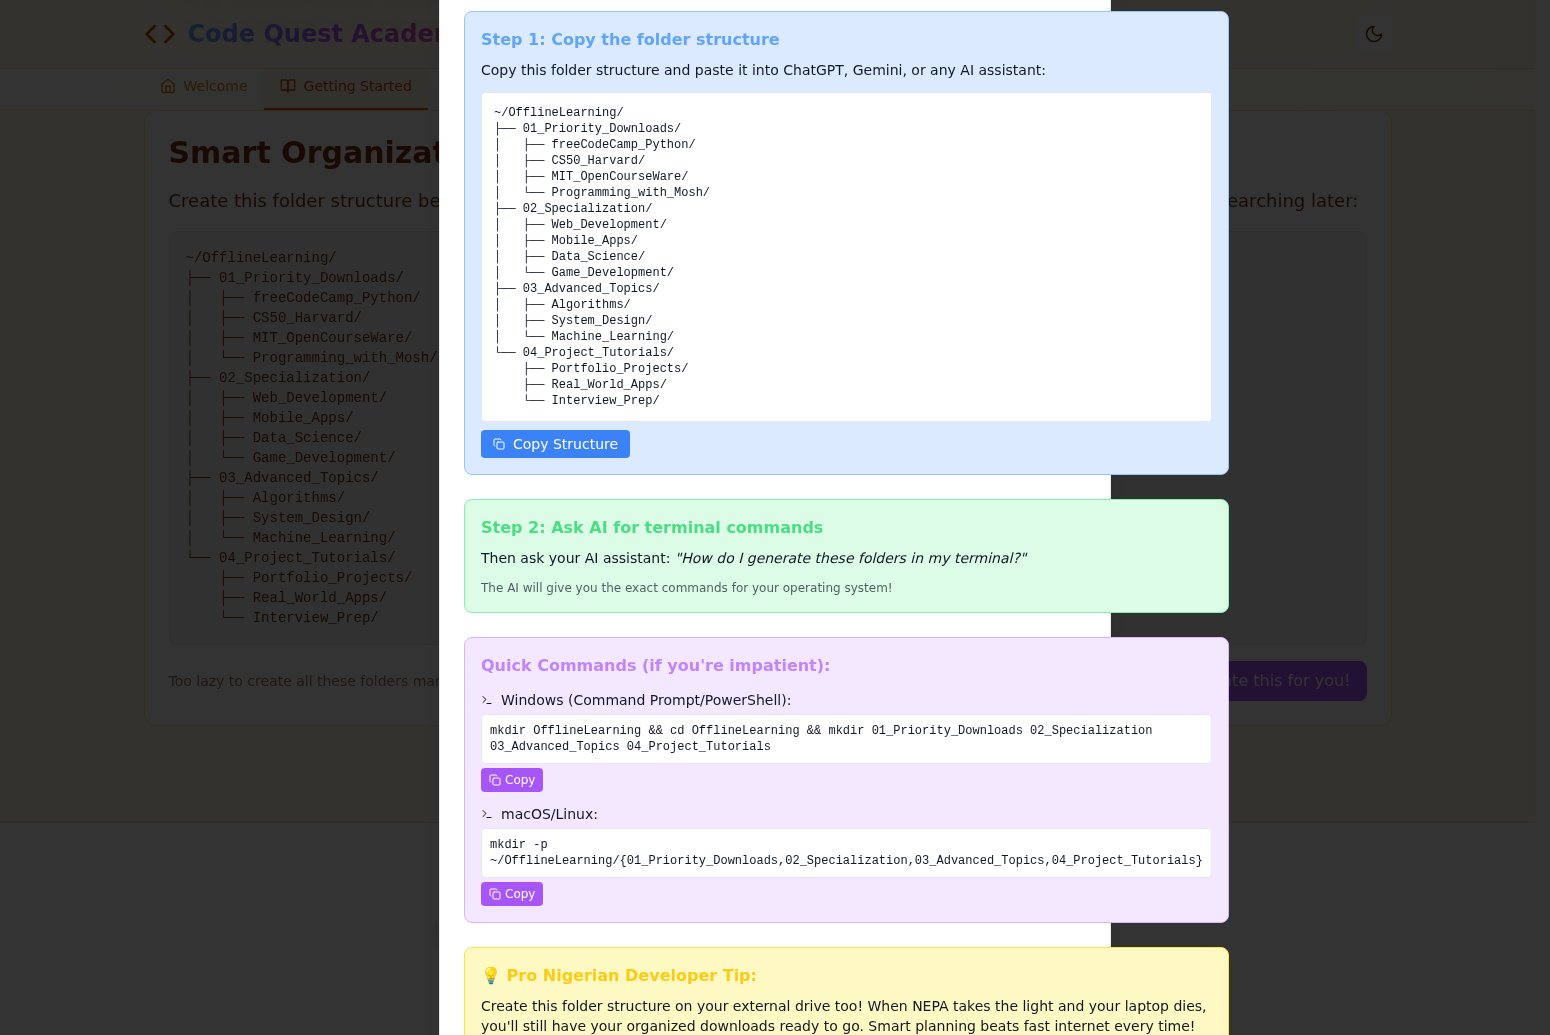 Code Quest Acade
Welcome
Getting Started
Smart Organizat
Create this folder structure be
earching later:
~/OfflineLearning/
├── 01_Priority_Downloads/
│   ├── freeCodeCamp_Python/
│   ├── CS50_Harvard/
│   ├── MIT_OpenCourseWare/
│   └── Programming_with_Mosh/
├── 02_Specialization/
│   ├── Web_Development/
│   ├── Mobile_Apps/
│   ├── Data_Science/
│   └── Game_Development/
├── 03_Advanced_Topics/
│   ├── Algorithms/
│   ├── System_Design/
│   └── Machine_Learning/
└── 04_Project_Tutorials/
    ├── Portfolio_Projects/
    ├── Real_World_Apps/
    └── Interview_Prep/
Too lazy to create all these folders mar
te this for you!
Step 1: Copy the folder structure
Copy this folder structure and paste it into ChatGPT, Gemini, or any AI assistant:
~/OfflineLearning/
├── 01_Priority_Downloads/
│   ├── freeCodeCamp_Python/
│   ├── CS50_Harvard/
│   ├── MIT_OpenCourseWare/
│   └── Programming_with_Mosh/
├── 02_Specialization/
│   ├── Web_Development/
│   ├── Mobile_Apps/
│   ├── Data_Science/
│   └── Game_Development/
├── 03_Advanced_Topics/
│   ├── Algorithms/
│   ├── System_Design/
│   └── Machine_Learning/
└── 04_Project_Tutorials/
    ├── Portfolio_Projects/
    ├── Real_World_Apps/
    └── Interview_Prep/
Copy Structure
Step 2: Ask AI for terminal commands
Then ask your AI assistant: "How do I generate these folders in my terminal?"
The AI will give you the exact commands for your operating system!
Quick Commands (if you're impatient):
Windows (Command Prompt/PowerShell):
mkdir OfflineLearning && cd OfflineLearning && mkdir 01_Priority_Downloads 02_Specialization
03_Advanced_Topics 04_Project_Tutorials
Copy
macOS/Linux:
mkdir -p
~/OfflineLearning/{01_Priority_Downloads,02_Specialization,03_Advanced_Topics,04_Project_Tutorials}
Copy
💡 Pro Nigerian Developer Tip:
Create this folder structure on your external drive too! When NEPA takes the light and your laptop dies,
you'll still have your organized downloads ready to go. Smart planning beats fast internet every time!